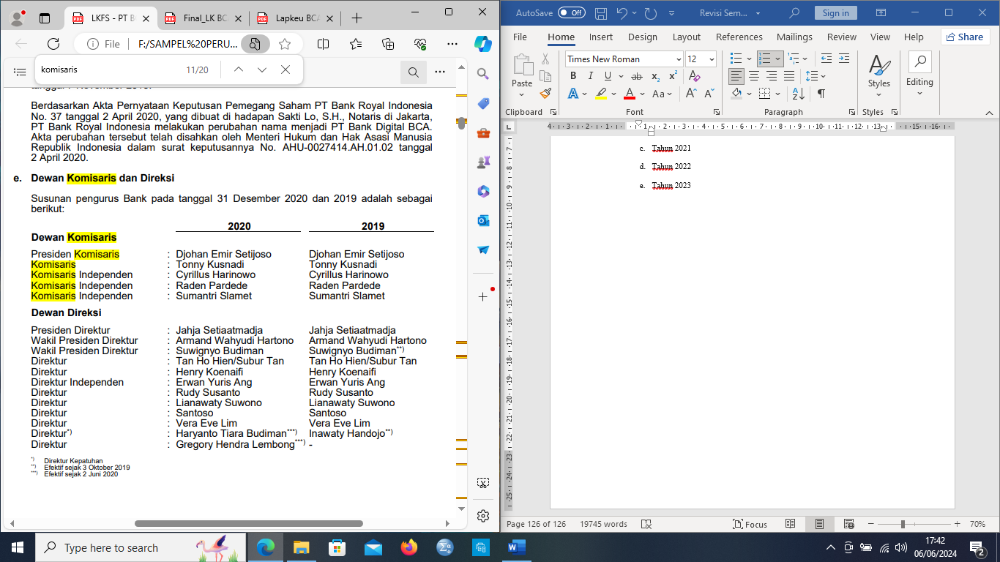 LKFS - PT B
Final_LK BC
Lapkeu BCA
File
F:/SAMPEL%20PERU...
komisaris
11/20
Berdasarkan Akta Pernyataan Keputusan Pemegang Saham PT Bank Royal Indonesia
No. 37 tanggal 2 April 2020, yang dibuat di hadapan Sakti Lo, S.H., Notaris di Jakarta,
PT Bank Royal Indonesia melakukan perubahan nama menjadi PT Bank Digital BCA.
Akta perubahan tersebut telah disahkan oleh Menteri Hukum dan Hak Asasi Manusia
Republik Indonesia dalam surat keputusannya No. AHU-0027414.AH.01.02 tanggal
2 April 2020.
e. Dewan Komisaris dan Direksi
Susunan pengurus Bank pada tanggal 31 Desember 2020 dan 2019 adalah sebagai
berikut:
2020 2019
Dewan Komisaris
Presiden Komisaris : Djohan Emir Setijoso Djohan Emir Setijoso
Komisaris : Tonny Kusnadi Tonny Kusnadi
Komisaris Independen : Cyrillus Harinowo Cyrillus Harinowo
Komisaris Independen : Raden Pardede Raden Pardede
Komisaris Independen : Sumantri Slamet Sumantri Slamet
Dewan Direksi
Presiden Direktur : Jahja Setiaatmadja Jahja Setiaatmadja
Wakil Presiden Direktur : Armand Wahyudi Hartono Armand Wahyudi Hartono
Wakil Presiden Direktur : Suwignyo Budiman Suwignyo Budiman**)
Direktur : Tan Ho Hien/Subur Tan Tan Ho Hien/Subur Tan
Direktur : Henry Koenaifi Henry Koenaifi
Direktur Independen : Erwan Yuris Ang Erwan Yuris Ang
Direktur : Rudy Susanto Rudy Susanto
Direktur : Lianawaty Suwono Lianawaty Suwono
Direktur : Santoso Santoso
Direktur : Vera Eve Lim Vera Eve Lim
Direktur*) : Haryanto Tiara Budiman***) Inawaty Handojo**)
Direktur : Gregory Hendra Lembong***) -
*) Direktur Kepatuhan
**) Efektif sejak 3 Oktober 2019
***) Efektif sejak 2 Juni 2020
AutoSave Off Revisi Sem... Sign in
File Home Insert Design Layout References Mailings Review View Help Share
Times New Roman 12
Paste
Styles
Editing
Clipboard Font Paragraph Styles
c. Tahun 2021
d. Tahun 2022
e. Tahun 2023
Page 126 of 126 19745 words Focus 70%
Type here to search
17:42
06/06/2024
2